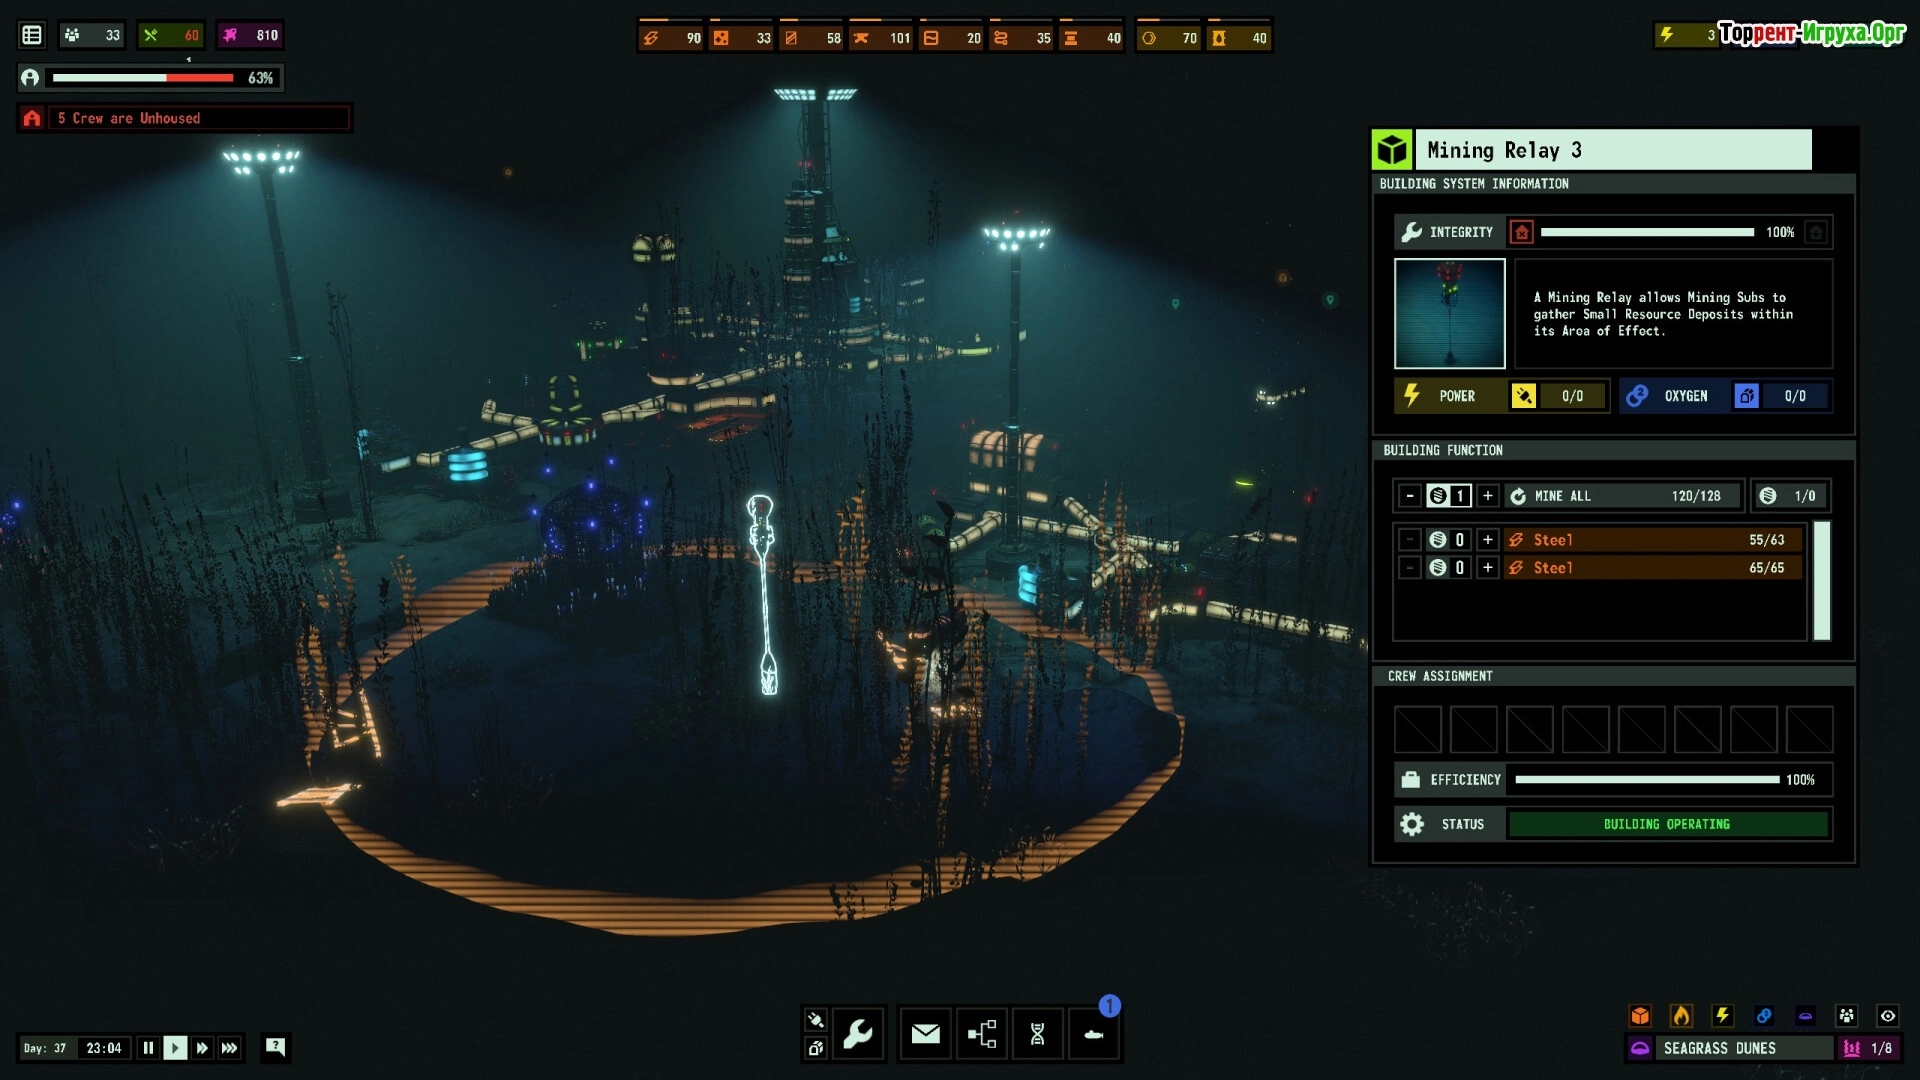 33
60
810
63%
5 Crew are Unhoused
90
33
58
101
20
35
40
70
40
3
Торрент-Игруха.Орг
Mining Relay 3
BUILDING SYSTEM INFORMATION
INTEGRITY
100%
A Mining Relay allows Mining Subs to
gather Small Resource Deposits within
its Area of Effect.
POWER
0/0
OXYGEN
0/0
BUILDING FUNCTION
- 1 +
MINE ALL
120/128
1/0
- 0 +
Steel
55/63
- 0 +
Steel
65/65
CREW ASSIGNMENT
EFFICIENCY
100%
STATUS
BUILDING OPERATING
1
Day: 37
23:04
?
SEAGRASS DUNES
1/8